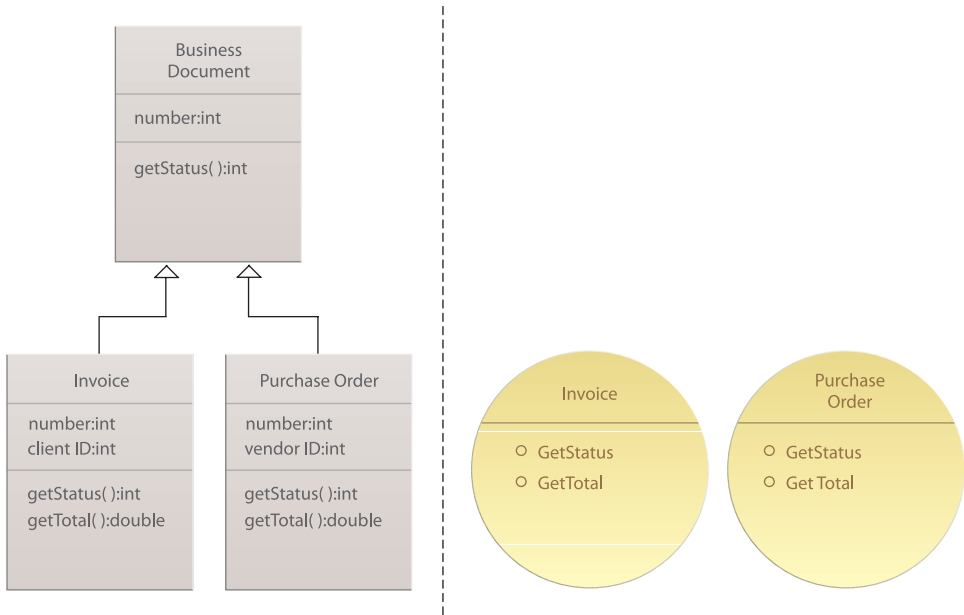 Business
Document
number:int
getStatus( ):int
Invoice
number:int
client ID:int
getStatus( ):int
getTotal( ):double
Purchase Order
number:int
vendor ID:int
getStatus( ):int
getTotal( ):double
Invoice
GetStatus
GetTotal
Purchase
Order
GetStatus
Get Total